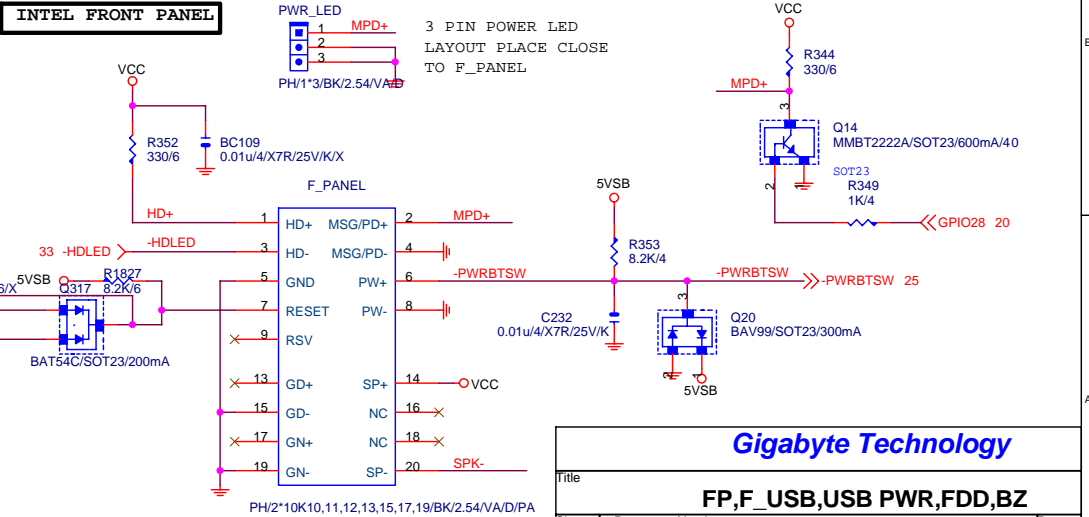 INTEL FRONT PANEL
PWR_LED
1 MPD+
2
3
PH/1*3/BK/2.54/VA/D
3 PIN POWER LED
LAYOUT PLACE CLOSE
TO F_PANEL
VCC
R344
330/6
MPD+
3
Q14
MMBT2222A/SOT23/600mA/40
SOT23
2
1
R349
1K/4
GPIO28 20
VCC
R352
330/6
BC109
0.01u/4/X7R/25V/K/X
F_PANEL
HD+ 1 HD+ MSG/PD+ 2 MPD+
33 -HDLED -HDLED 3 HD- MSG/PD- 4
5 GND PW+ 6 -PWRBTSW
7 RESET PW- 8
9 RSV
13 GD+ SP+ 14 VCC
15 GD- NC 16
17 GN+ NC 18
19 GN- SP- 20 SPK-
PH/2*10K10,11,12,13,15,17,19/BK/2.54/VA/D/PA
5VSB
R1827
8.2K/6
6/X
Q317
BAT54C/SOT23/200mA
5VSB
R353
8.2K/4
C232
0.01u/4/X7R/25V/K
-PWRBTSW
-PWRBTSW 25
3
Q20
BAV99/SOT23/300mA
2
1
5VSB
B
A
Gigabyte Technology
Title
FP,F_USB,USB PWR,FDD,BZ